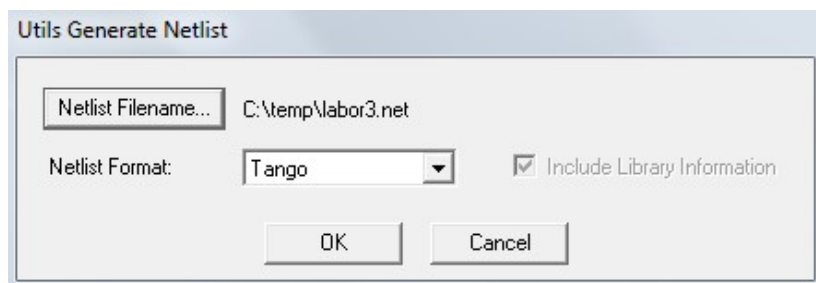 Utils Generate Netlist
Netlist Filename... C:\temp\labor3.net
Netlist Format: Tango Include Library Information
OK Cancel